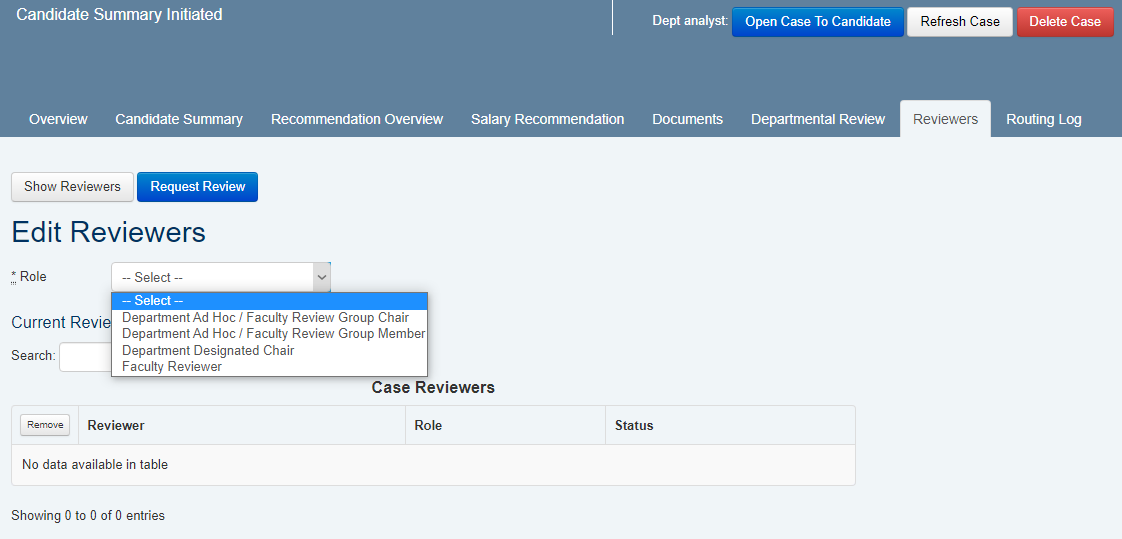 Candidate Summary Initiated
Dept analyst: Open Case To Candidate Refresh Case Delete Case
Overview Candidate Summary Recommendation Overview Salary Recommendation Documents Departmental Review Reviewers Routing Log
Show Reviewers Request Review
Edit Reviewers
* Role -- Select --
-- Select --
Department Ad Hoc / Faculty Review Group Chair
Department Ad Hoc / Faculty Review Group Member
Department Designated Chair
Faculty Reviewer
Current Revie
Search:
Case Reviewers
Remove Reviewer Role Status
No data available in table
Showing 0 to 0 of 0 entries